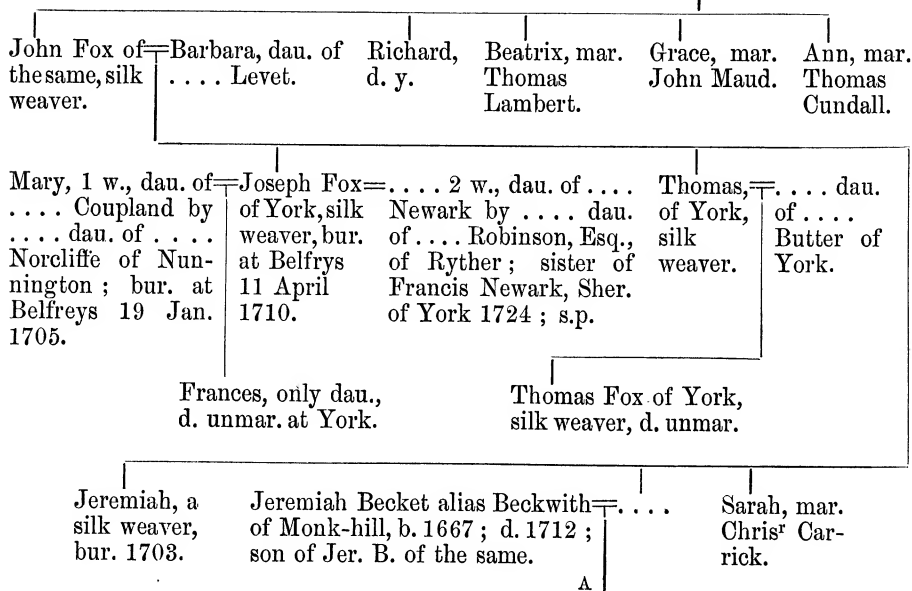 John Fox of
the same, silk
weaver.
Barbara, dau. of
. . . . Levet.
Richard,
d. y.
Beatrix, mar.
Thomas
Lambert.
Grace, mar.
John Maud.
Ann, mar.
Thomas
Cundall.
Mary, 1 w., dau. of
. . . . Coupland by
. . . . dau. of . . . .
Norcliffe of Nun-
nington ; bur. at
Belfreys 19 Jan.
1705.
Joseph Fox
of York, silk
weaver, bur.
at Belfrys
11 April
1710.
. . . . 2 w., dau. of . . . .
Newark by . . . . dau.
of . . . . Robinson, Esq.,
of Ryther ; sister of
Francis Newark, Sher.
of York 1724 ; s.p.
Thomas,
of York,
silk
weaver.
. . . . dau.
of . . . .
Butter of
York.
Frances, only dau.,
d. unmar. at York.
Thomas Fox of York,
silk weaver, d. unmar.
Jeremiah, a
silk weaver,
bur. 1703.
Jeremiah Becket alias Beckwith
of Monk-hill, b. 1667 ; d. 1712 ;
son of Jer. B. of the same.
. . . .
Sarah, mar.
Chrisʳ Car-
rick.
A